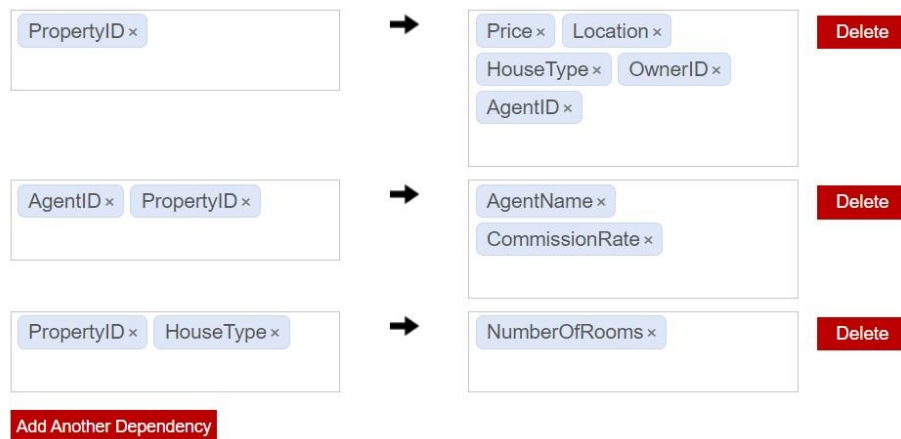 PropertyID × ➡ Price × Location × Delete
HouseType × OwnerID ×
AgentID ×
AgentID × PropertyID × ➡ AgentName × Delete
CommissionRate ×
PropertyID × HouseType × ➡ NumberOfRooms × Delete
Add Another Dependency